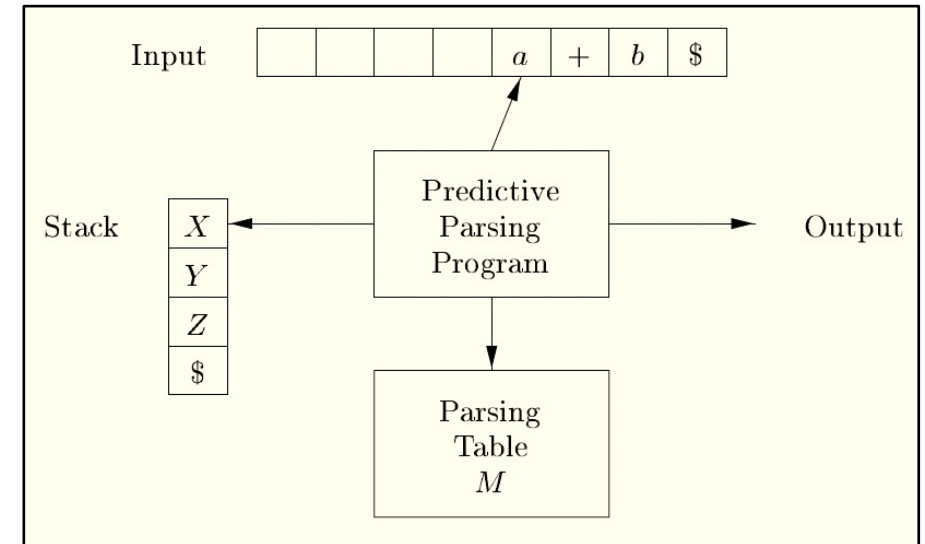 Input a + b $
Predictive
Stack X Parsing Output
Program
Y
Z
$
Parsing
Table
M